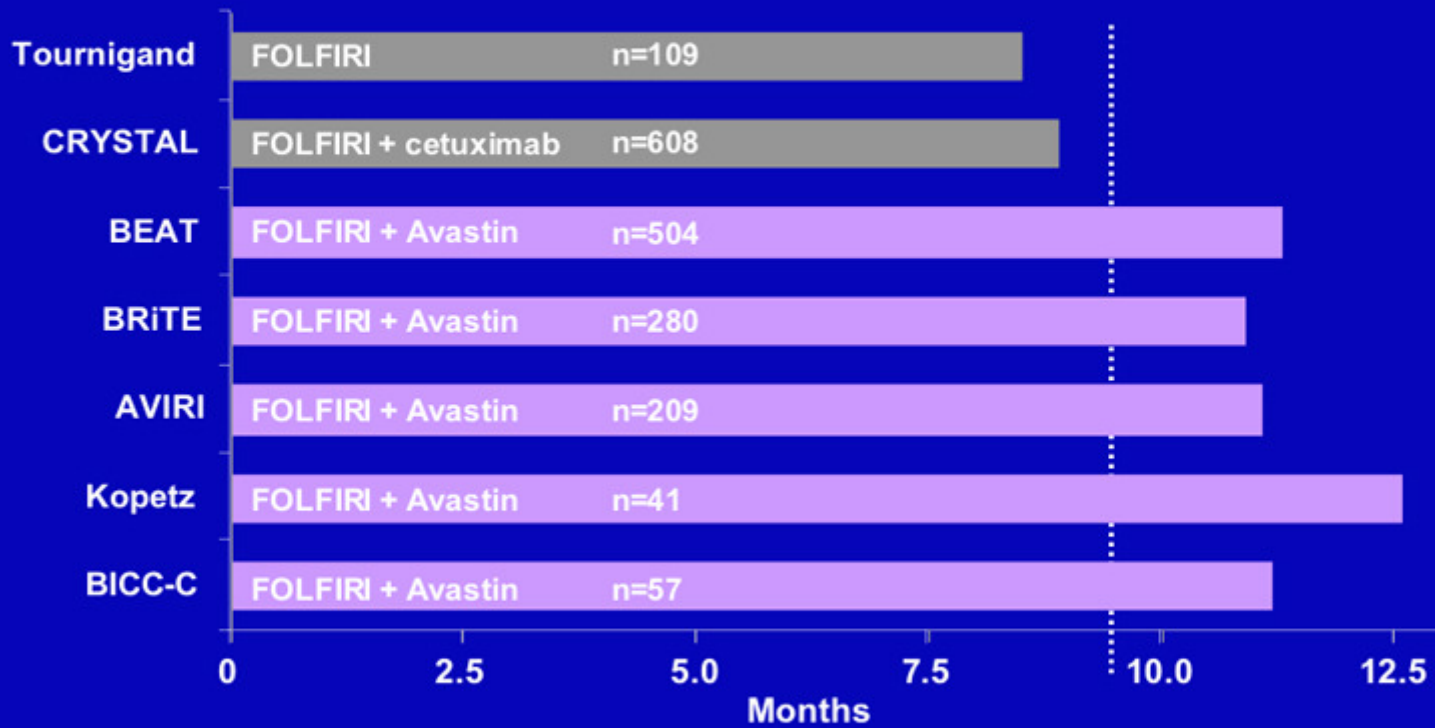 Tournigand FOLFIRI n=109
CRYSTAL FOLFIRI + cetuximab n=608
BEAT FOLFIRI + Avastin n=504
BRiTE FOLFIRI + Avastin n=280
AVIRI FOLFIRI + Avastin n=209
Kopetz FOLFIRI + Avastin n=41
BICC-C FOLFIRI + Avastin n=57
0 2.5 5.0 7.5 10.0 12.5
Months